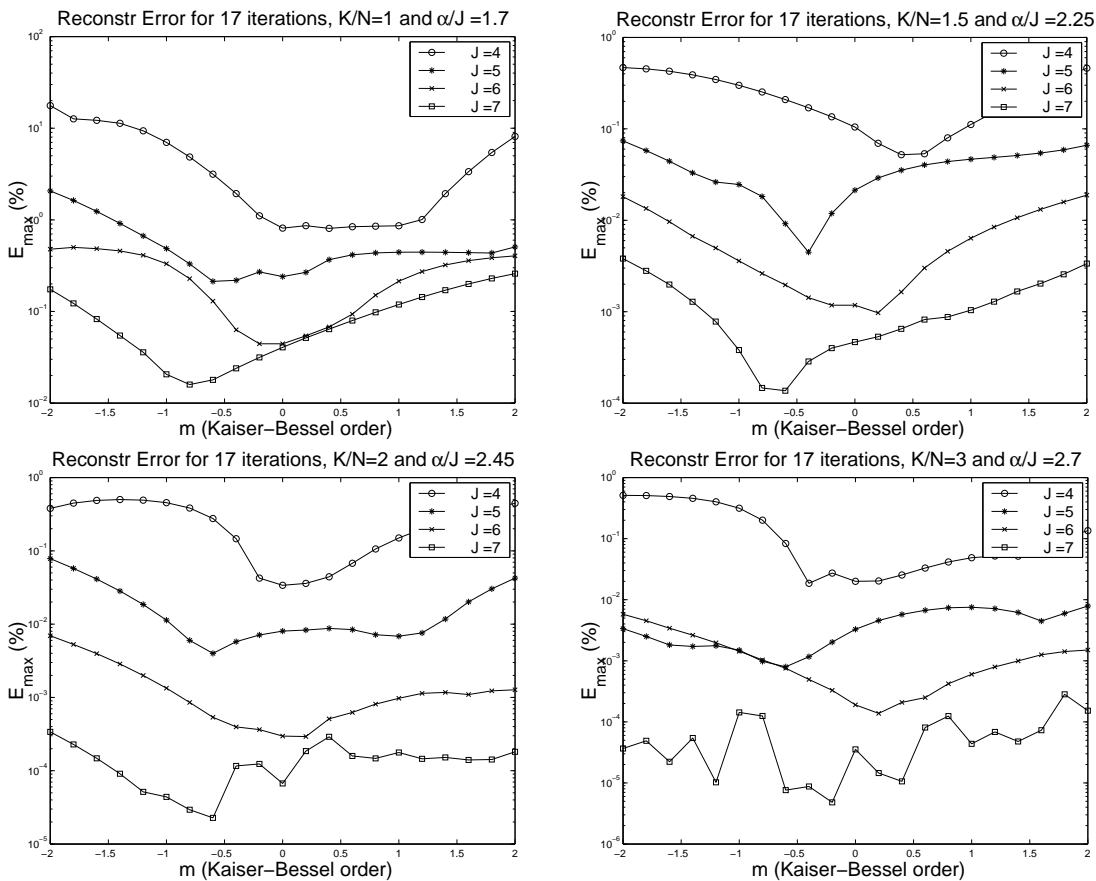 Reconstr Error for 17 iterations, K/N=1 and α/J =1.7
10^2
10^1
10^0
10^−1
10^−2
E_max (%)
J =4
J =5
J =6
J =7
−2 −1.5 −1 −0.5 0 0.5 1 1.5 2
m (Kaiser−Bessel order)
Reconstr Error for 17 iterations, K/N=1.5 and α/J =2.25
10^0
10^−1
10^−2
10^−3
10^−4
E_max (%)
J =4
J =5
J =6
J =7
−2 −1.5 −1 −0.5 0 0.5 1 1.5 2
m (Kaiser−Bessel order)
Reconstr Error for 17 iterations, K/N=2 and α/J =2.45
10^0
10^−1
10^−2
10^−3
10^−4
10^−5
E_max (%)
J =4
J =5
J =6
J =7
−2 −1.5 −1 −0.5 0 0.5 1 1.5 2
m (Kaiser−Bessel order)
Reconstr Error for 17 iterations, K/N=3 and α/J =2.7
10^0
10^−1
10^−2
10^−3
10^−4
10^−5
10^−6
E_max (%)
J =4
J =5
J =6
J =7
−2 −1.5 −1 −0.5 0 0.5 1 1.5 2
m (Kaiser−Bessel order)